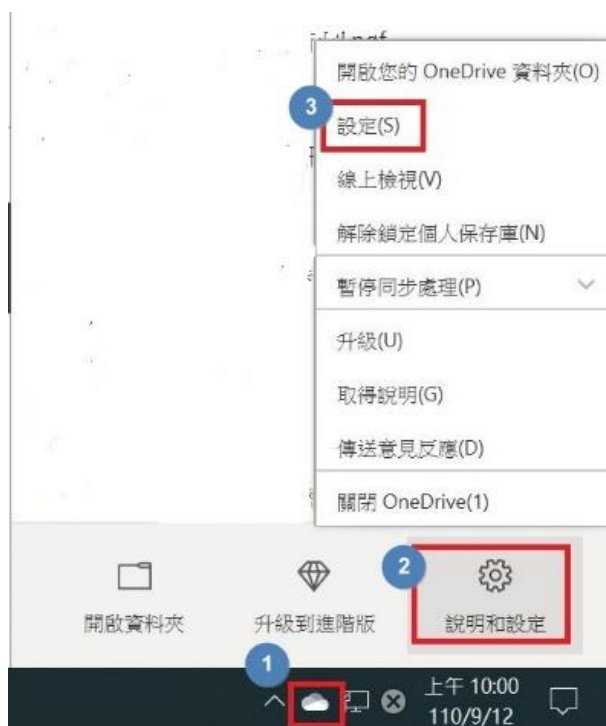 開啟您的 OneDrive 資料夾(O)
3
設定(S)
線上檢視(V)
解除鎖定個人保存庫(N)
暫停同步處理(P)
升級(U)
取得說明(G)
傳送意見反應(D)
關閉 OneDrive(1)
2
開啟資料夾
升級到進階版
說明和設定
1
上午 10:00
110/9/12